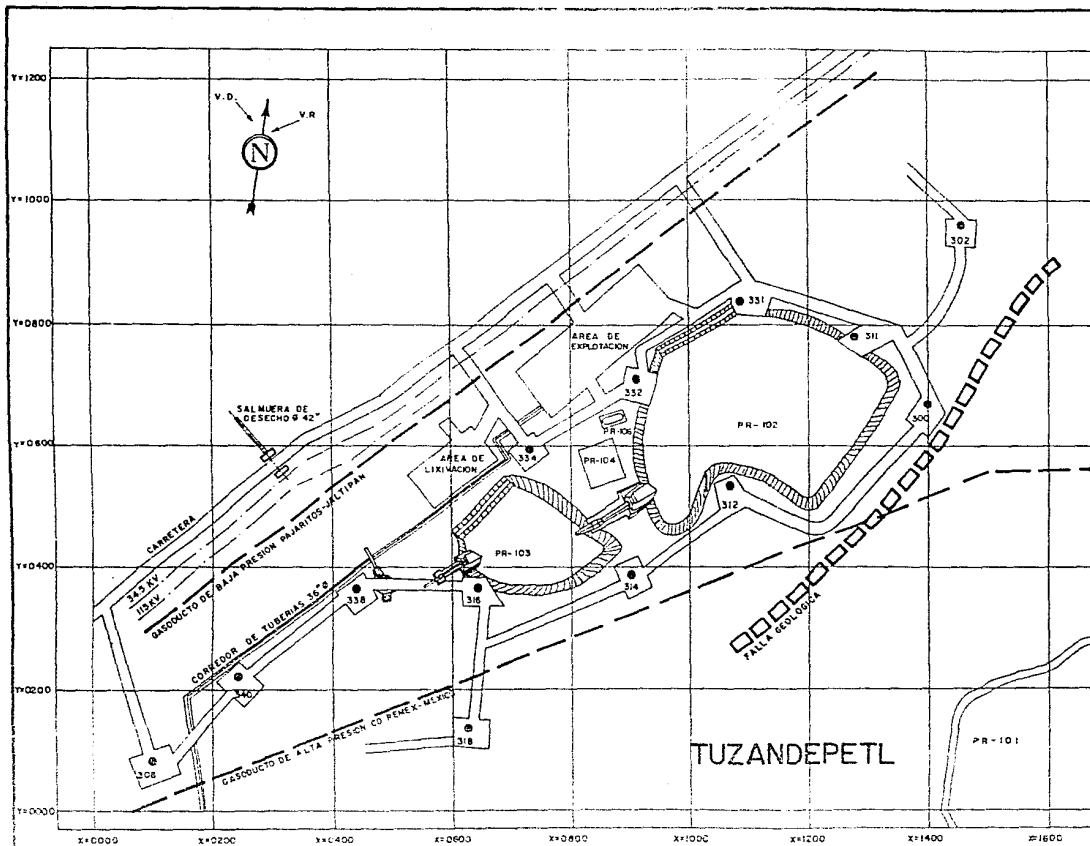 Y=1200
V.D.
V.R
N
Y=1000
302
331
Y=0800
311
AREA DE
EXPLOTACION
332
SALMUERA DE
DESECHO Ø 42"
300
PR-106
PR-102
Y=0600
334
PR-104
AREA DE
LIXIVIACION
312
CARRETERA
PR-103
Y=0400
345 KV
115 KV
GASODUCTO DE BAJA PRESION PAJARITOS-JALTIPAN
338
316
314
CORREDOR DE TUBERIAS 36"Ø
FALLA GEOLOGICA
Y=0200
340
GASODUCTO DE ALTA PRESION CD PEMEX-MEXICO
318
308
TUZANDEPETL
PR-101
Y=0000
X=0000 X=0200 X=0400 X=0600 X=0800 X=1000 X=1200 X=1400 X=1600